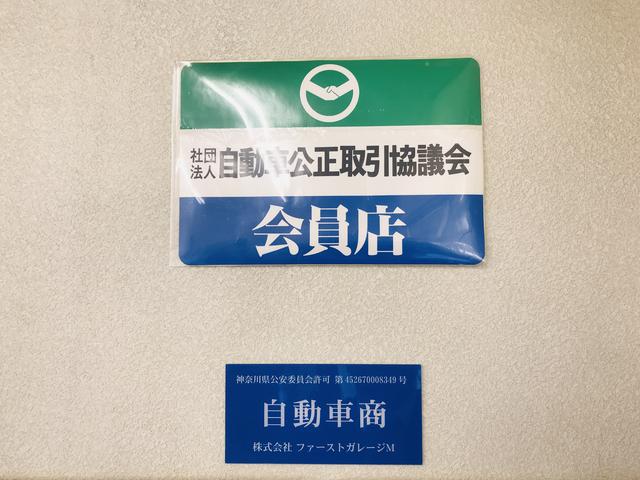 社団法人 自動車公正取引協議会
会員店
神奈川県公安委員会許可 第452670008349号
自動車商
株式会社 ファーストガレージM